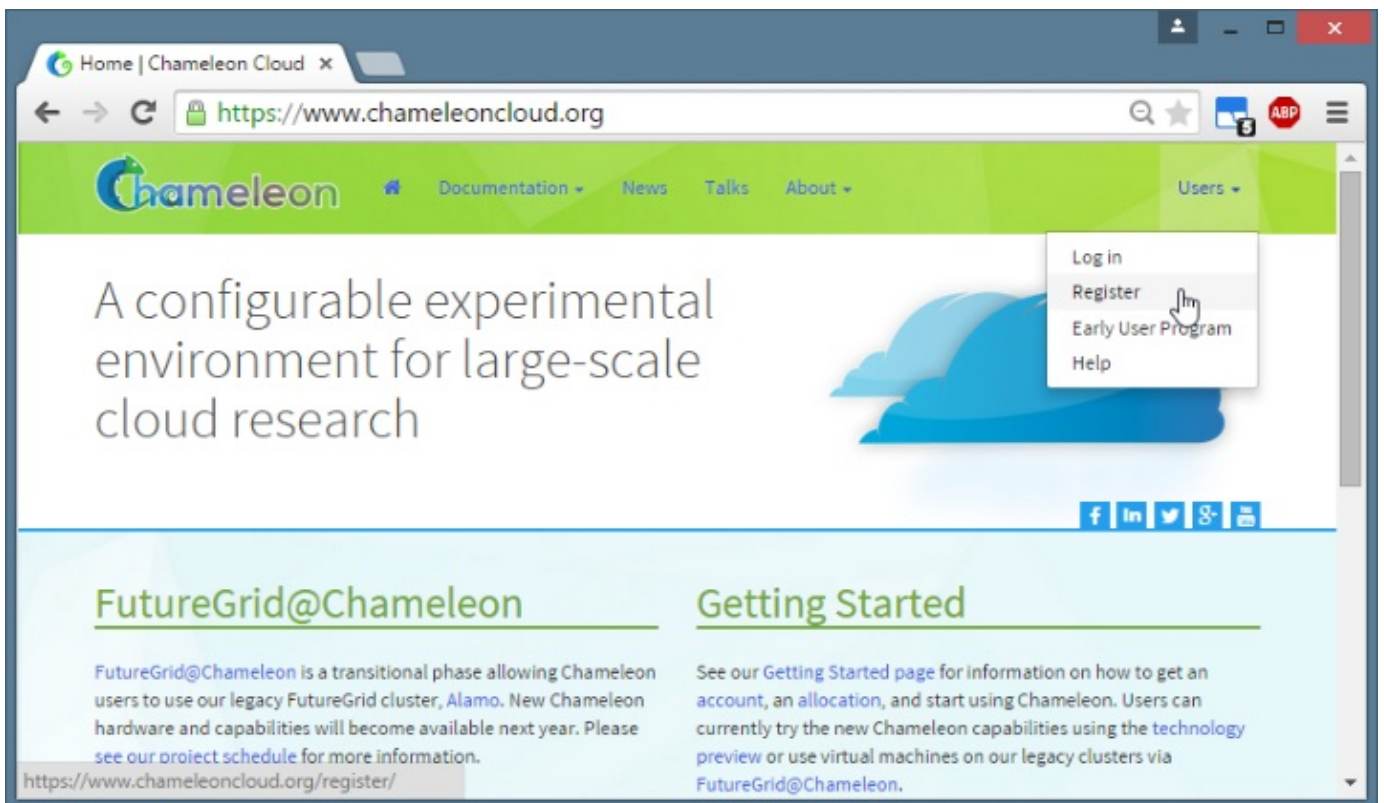 Home | Chameleon Cloud
https://www.chameleoncloud.org
5
ABP
Chameleon
Documentation
News
Talks
About
Users
Log in
Register
Early User Program
Help
A configurable experimental
environment for large-scale
cloud research
f in g+ You
FutureGrid@Chameleon
FutureGrid@Chameleon is a transitional phase allowing Chameleon
users to use our legacy FutureGrid cluster, Alamo. New Chameleon
hardware and capabilities will become available next year. Please
see our project schedule for more information.
Getting Started
See our Getting Started page for information on how to get an
account, an allocation, and start using Chameleon. Users can
currently try the new Chameleon capabilities using the technology
preview or use virtual machines on our legacy clusters via
FutureGrid@Chameleon.
https://www.chameleoncloud.org/register/